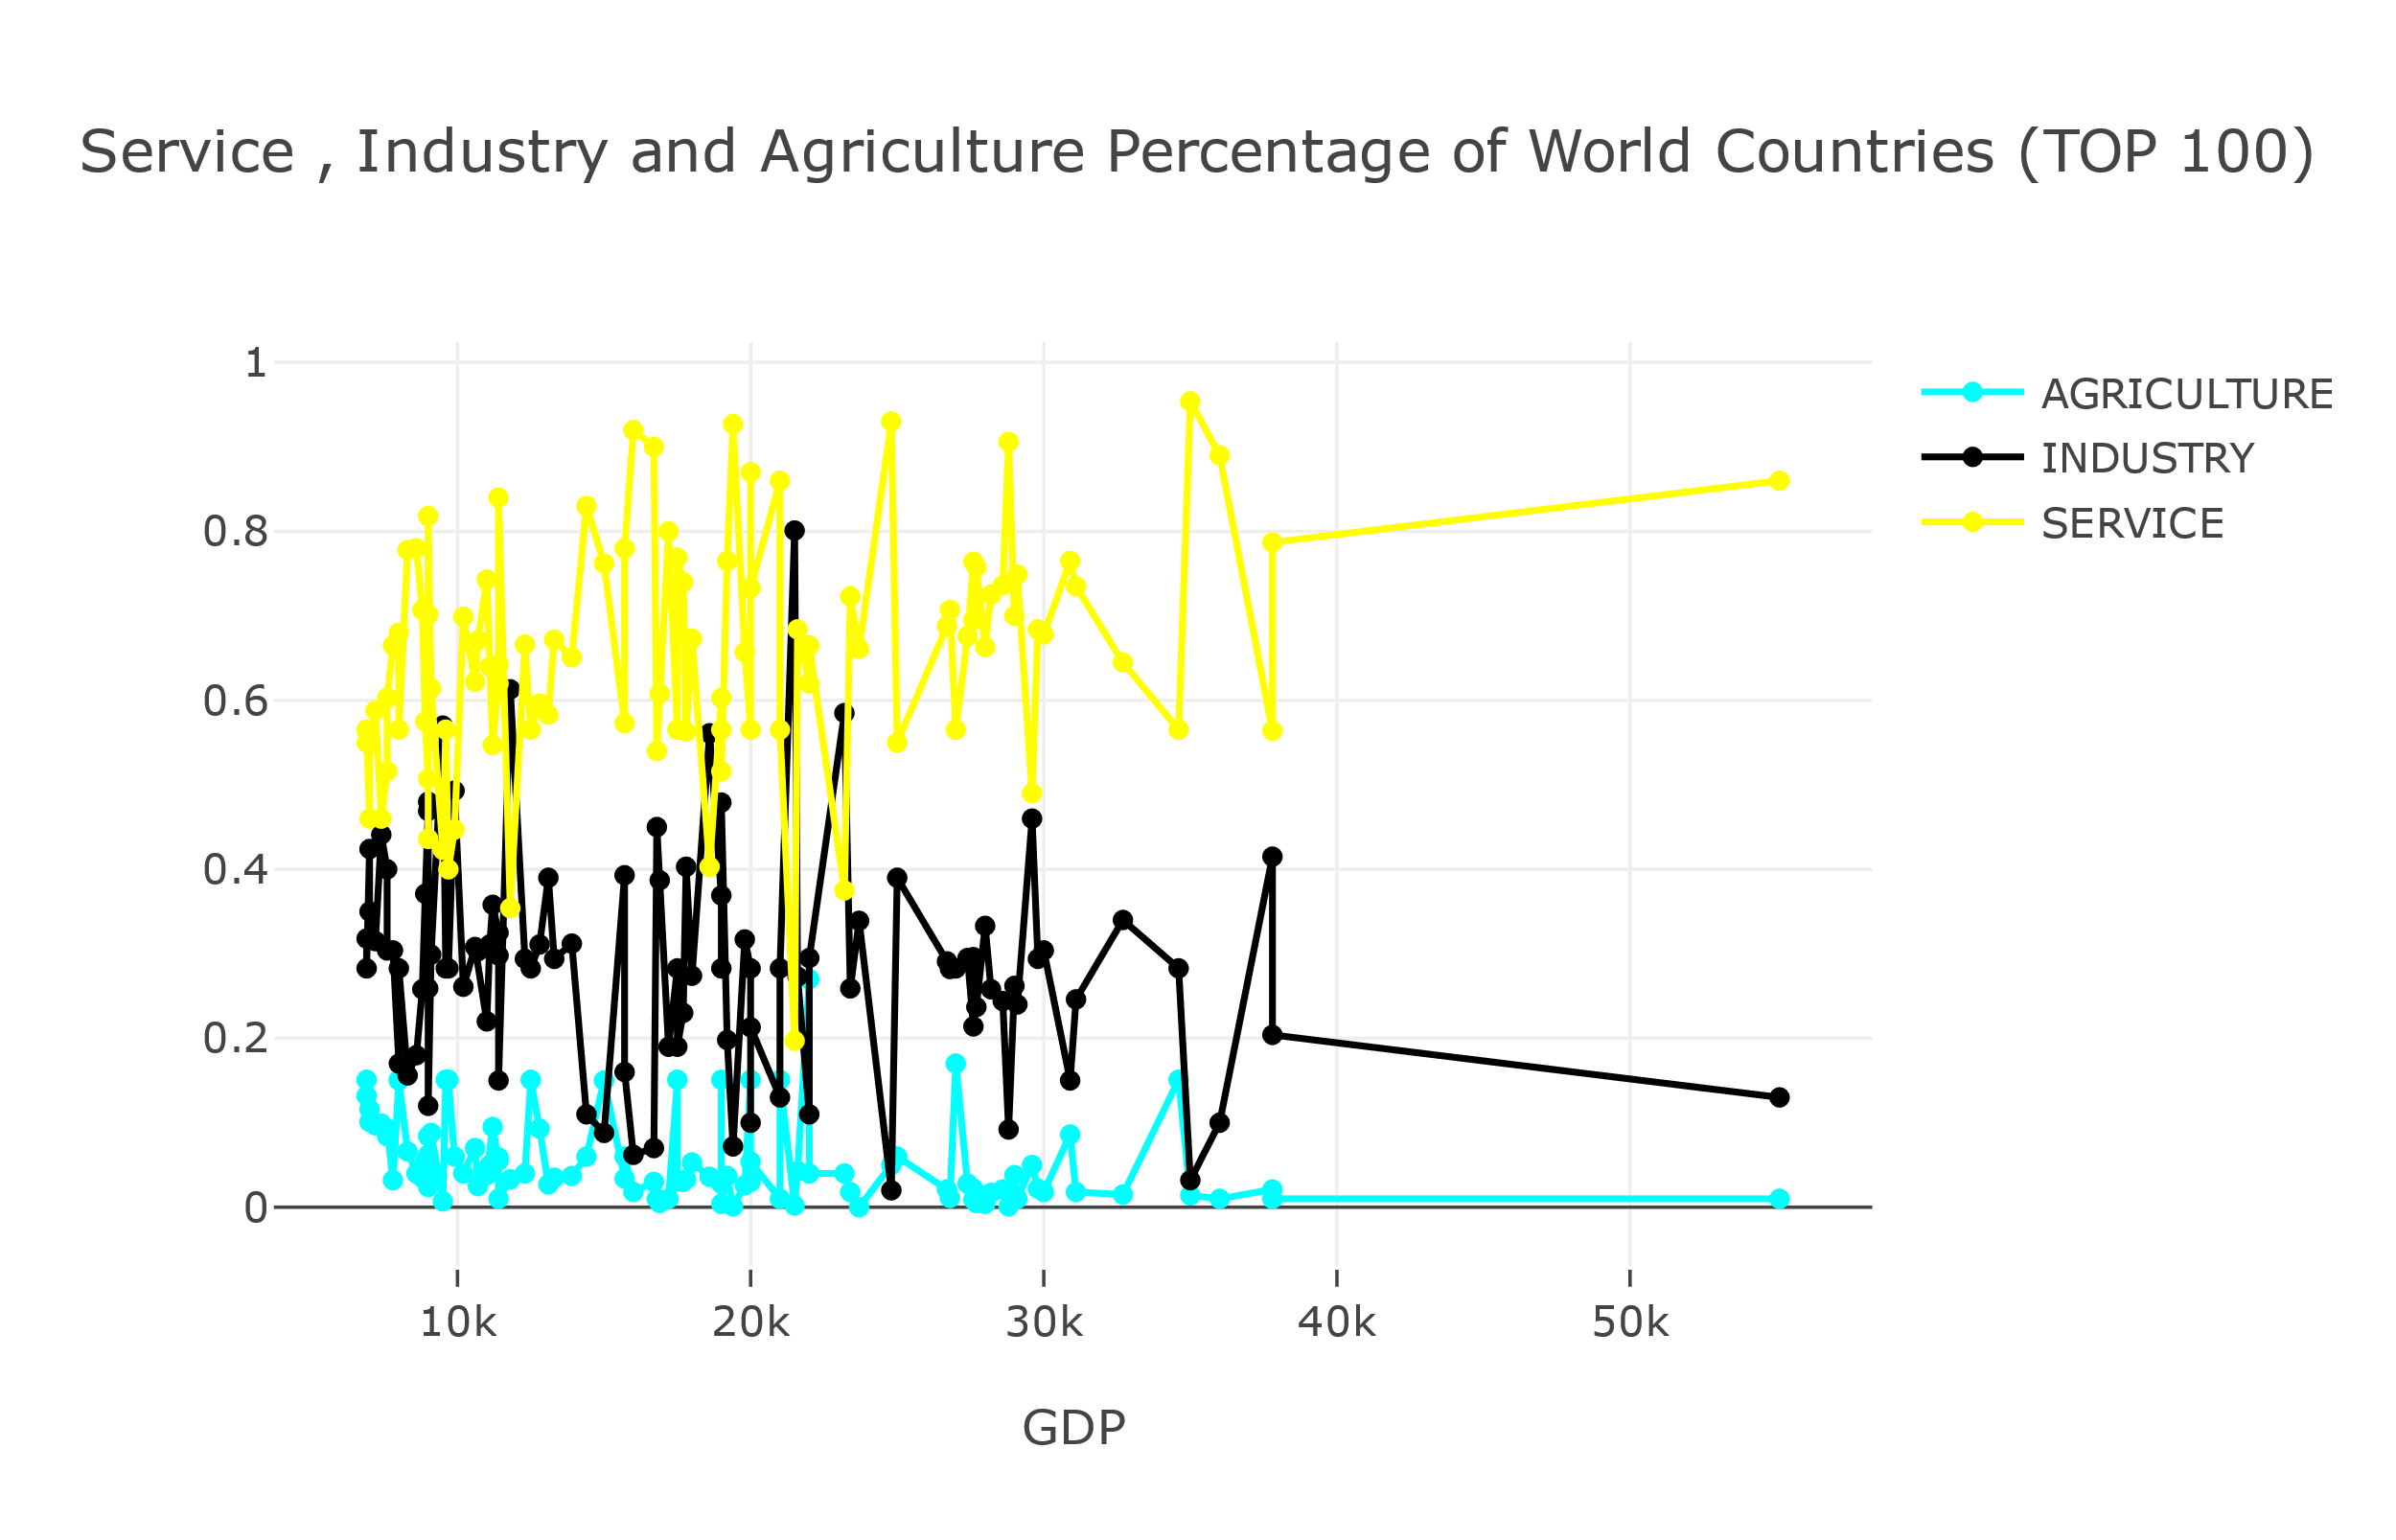 Service , Industry and Agriculture Percentage of World Countries (TOP 100)
1
0.8
0.6
0.4
0.2
0
10k
20k
30k
40k
50k
GDP
AGRICULTURE
INDUSTRY
SERVICE